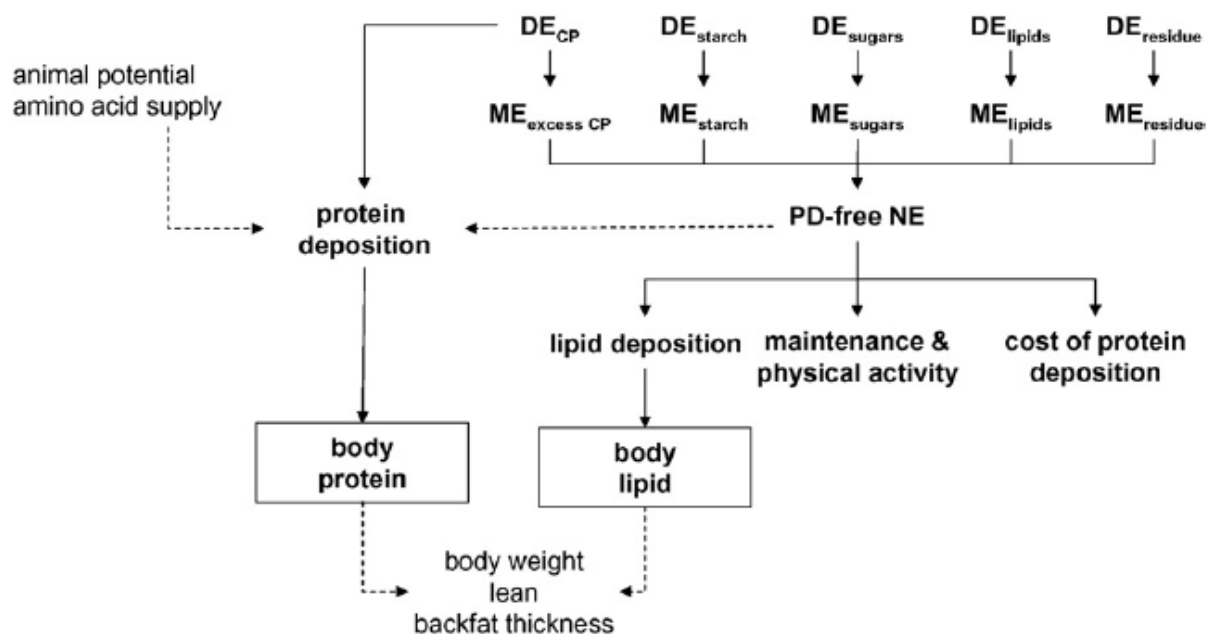 DE_CP DE_starch DE_sugars DE_lipids DE_residue
animal potential
amino acid supply
ME_excess CP ME_starch ME_sugars ME_lipids ME_residue
protein
deposition
PD-free NE
lipid deposition
maintenance &
physical activity
cost of protein
deposition
body
protein
body
lipid
body weight
lean
backfat thickness